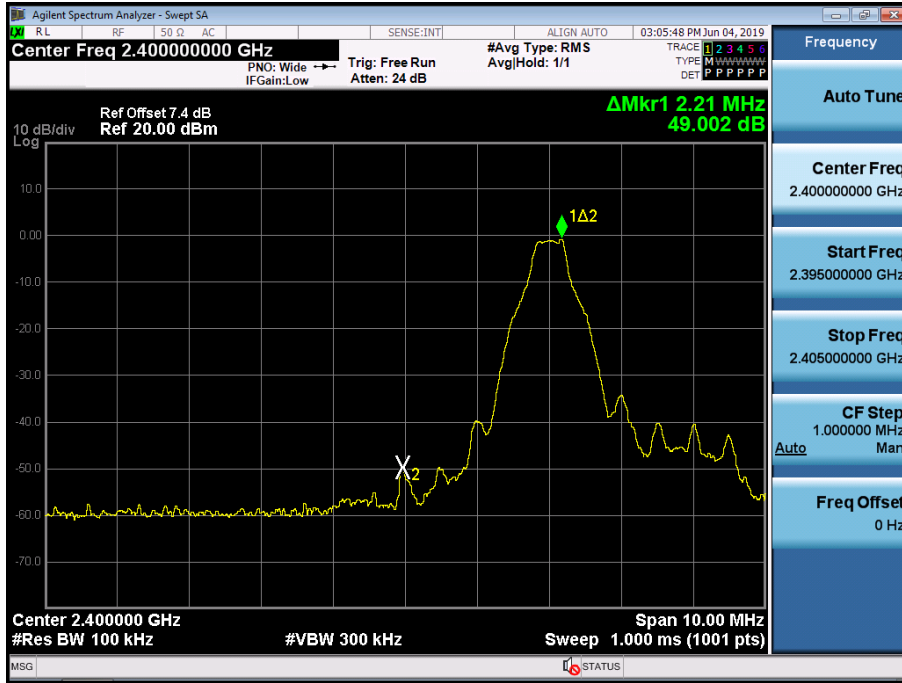 Agilent Spectrum Analyzer - Swept SA
LXI RL RF 50 Ω AC SENSE:INT ALIGN AUTO 03:05:48 PM Jun 04, 2019
Center Freq 2.400000000 GHz
PNO: Wide
IFGain:Low
Trig: Free Run
Atten: 24 dB
#Avg Type: RMS
Avg|Hold: 1/1
TRACE 1 2 3 4 5 6
TYPE M W W W W W
DET P P P P P P
ΔMkr1 2.21 MHz
49.002 dB
Ref Offset 7.4 dB
10 dB/div Ref 20.00 dBm
Log
10.0
0.00
-10.0
-20.0
-30.0
-40.0
-50.0
-60.0
-70.0
1Δ2
X2
Center 2.400000 GHz Span 10.00 MHz
#Res BW 100 kHz #VBW 300 kHz Sweep 1.000 ms (1001 pts)
MSG STATUS
Frequency
Auto Tune
Center Freq
2.400000000 GHz
Start Freq
2.395000000 GHz
Stop Freq
2.405000000 GHz
CF Step
1.000000 MHz
Auto Man
Freq Offset
0 Hz